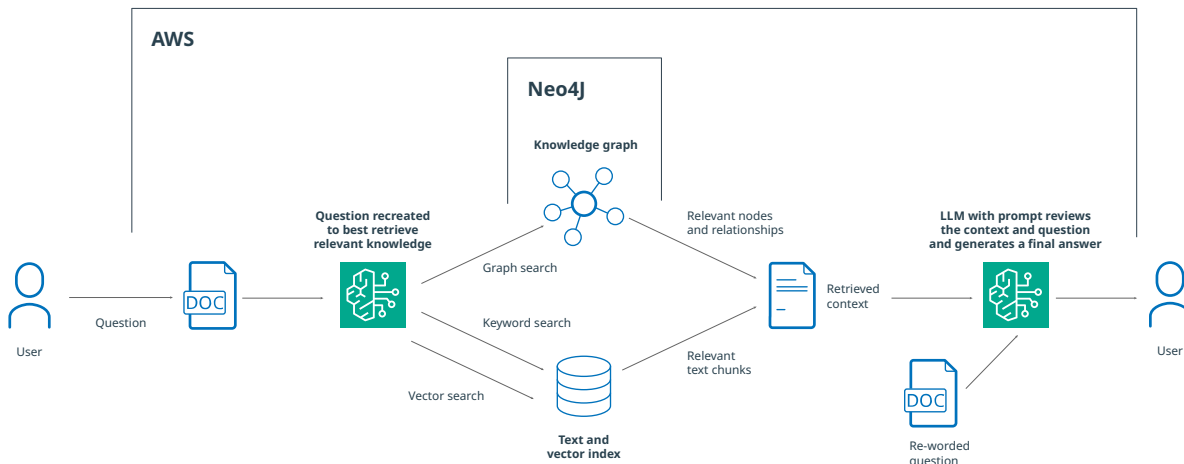 AWS
Neo4J
Knowledge graph
Question recreated
to best retrieve
relevant knowledge
Relevant nodes
and relationships
LLM with prompt reviews
the context and question
and generates a final answer
Graph search
DOC
Question
User
Keyword search
Retrieved
context
User
Vector search
Relevant
text chunks
DOC
Text and
vector index
Re-worded
question